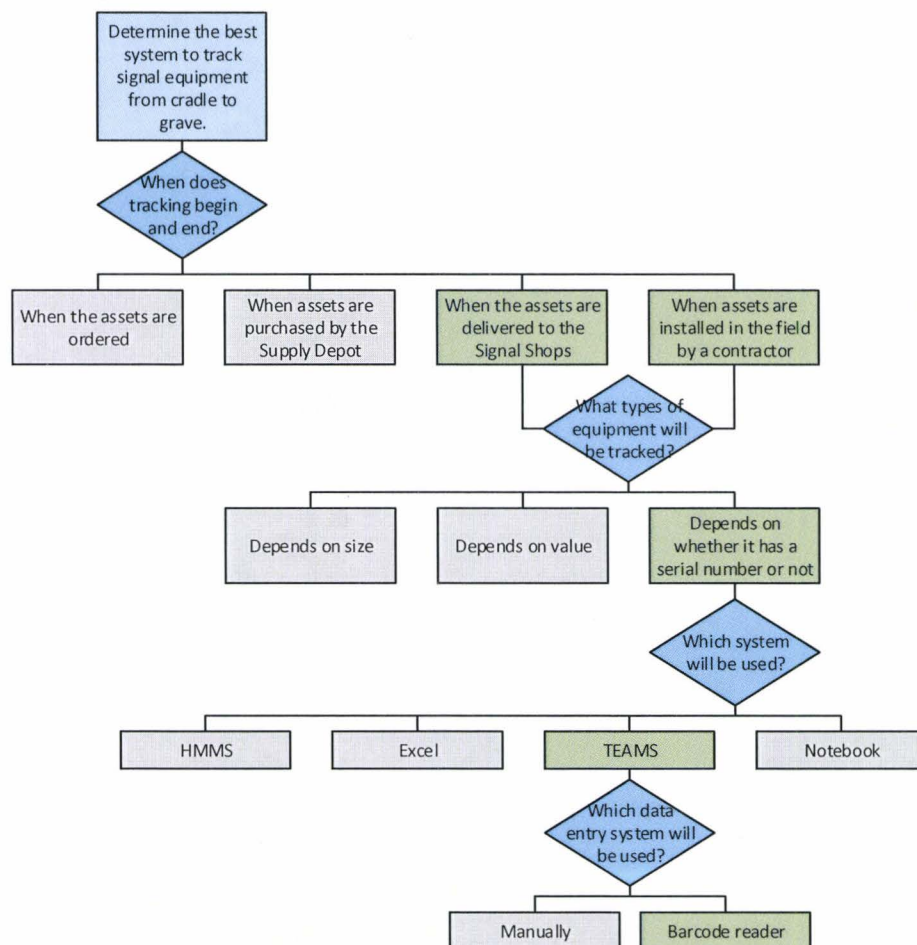 Determine the best
system to track
signal equipment
from cradle to
grave.
When does
tracking begin
and end?
When the assets are
ordered
When assets are
purchased by the
Supply Depot
When the assets are
delivered to the
Signal Shops
When assets are
installed in the field
by a contractor
What types of
equipment will
be tracked?
Depends on size
Depends on value
Depends on
whether it has a
serial number or not
Which system
will be used?
HMMS
Excel
TEAMS
Notebook
Which data
entry system will
be used?
Manually
Barcode reader